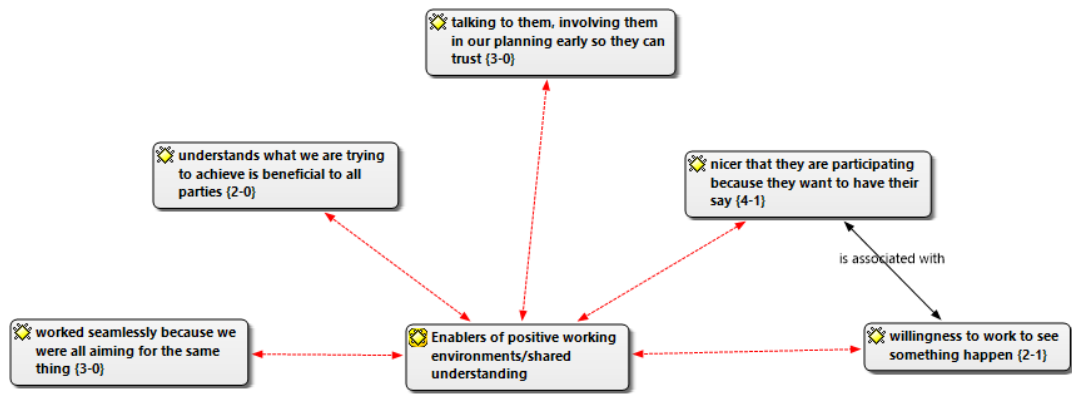 talking to them, involving them
in our planning early so they can
trust {3-0}
understands what we are trying
to achieve is beneficial to all
parties {2-0}
nicer that they are participating
because they want to have their
say {4-1}
is associated with
worked seamlessly because we
were all aiming for the same
thing {3-0}
Enablers of positive working
environments/shared
understanding
willingness to work to see
something happen {2-1}